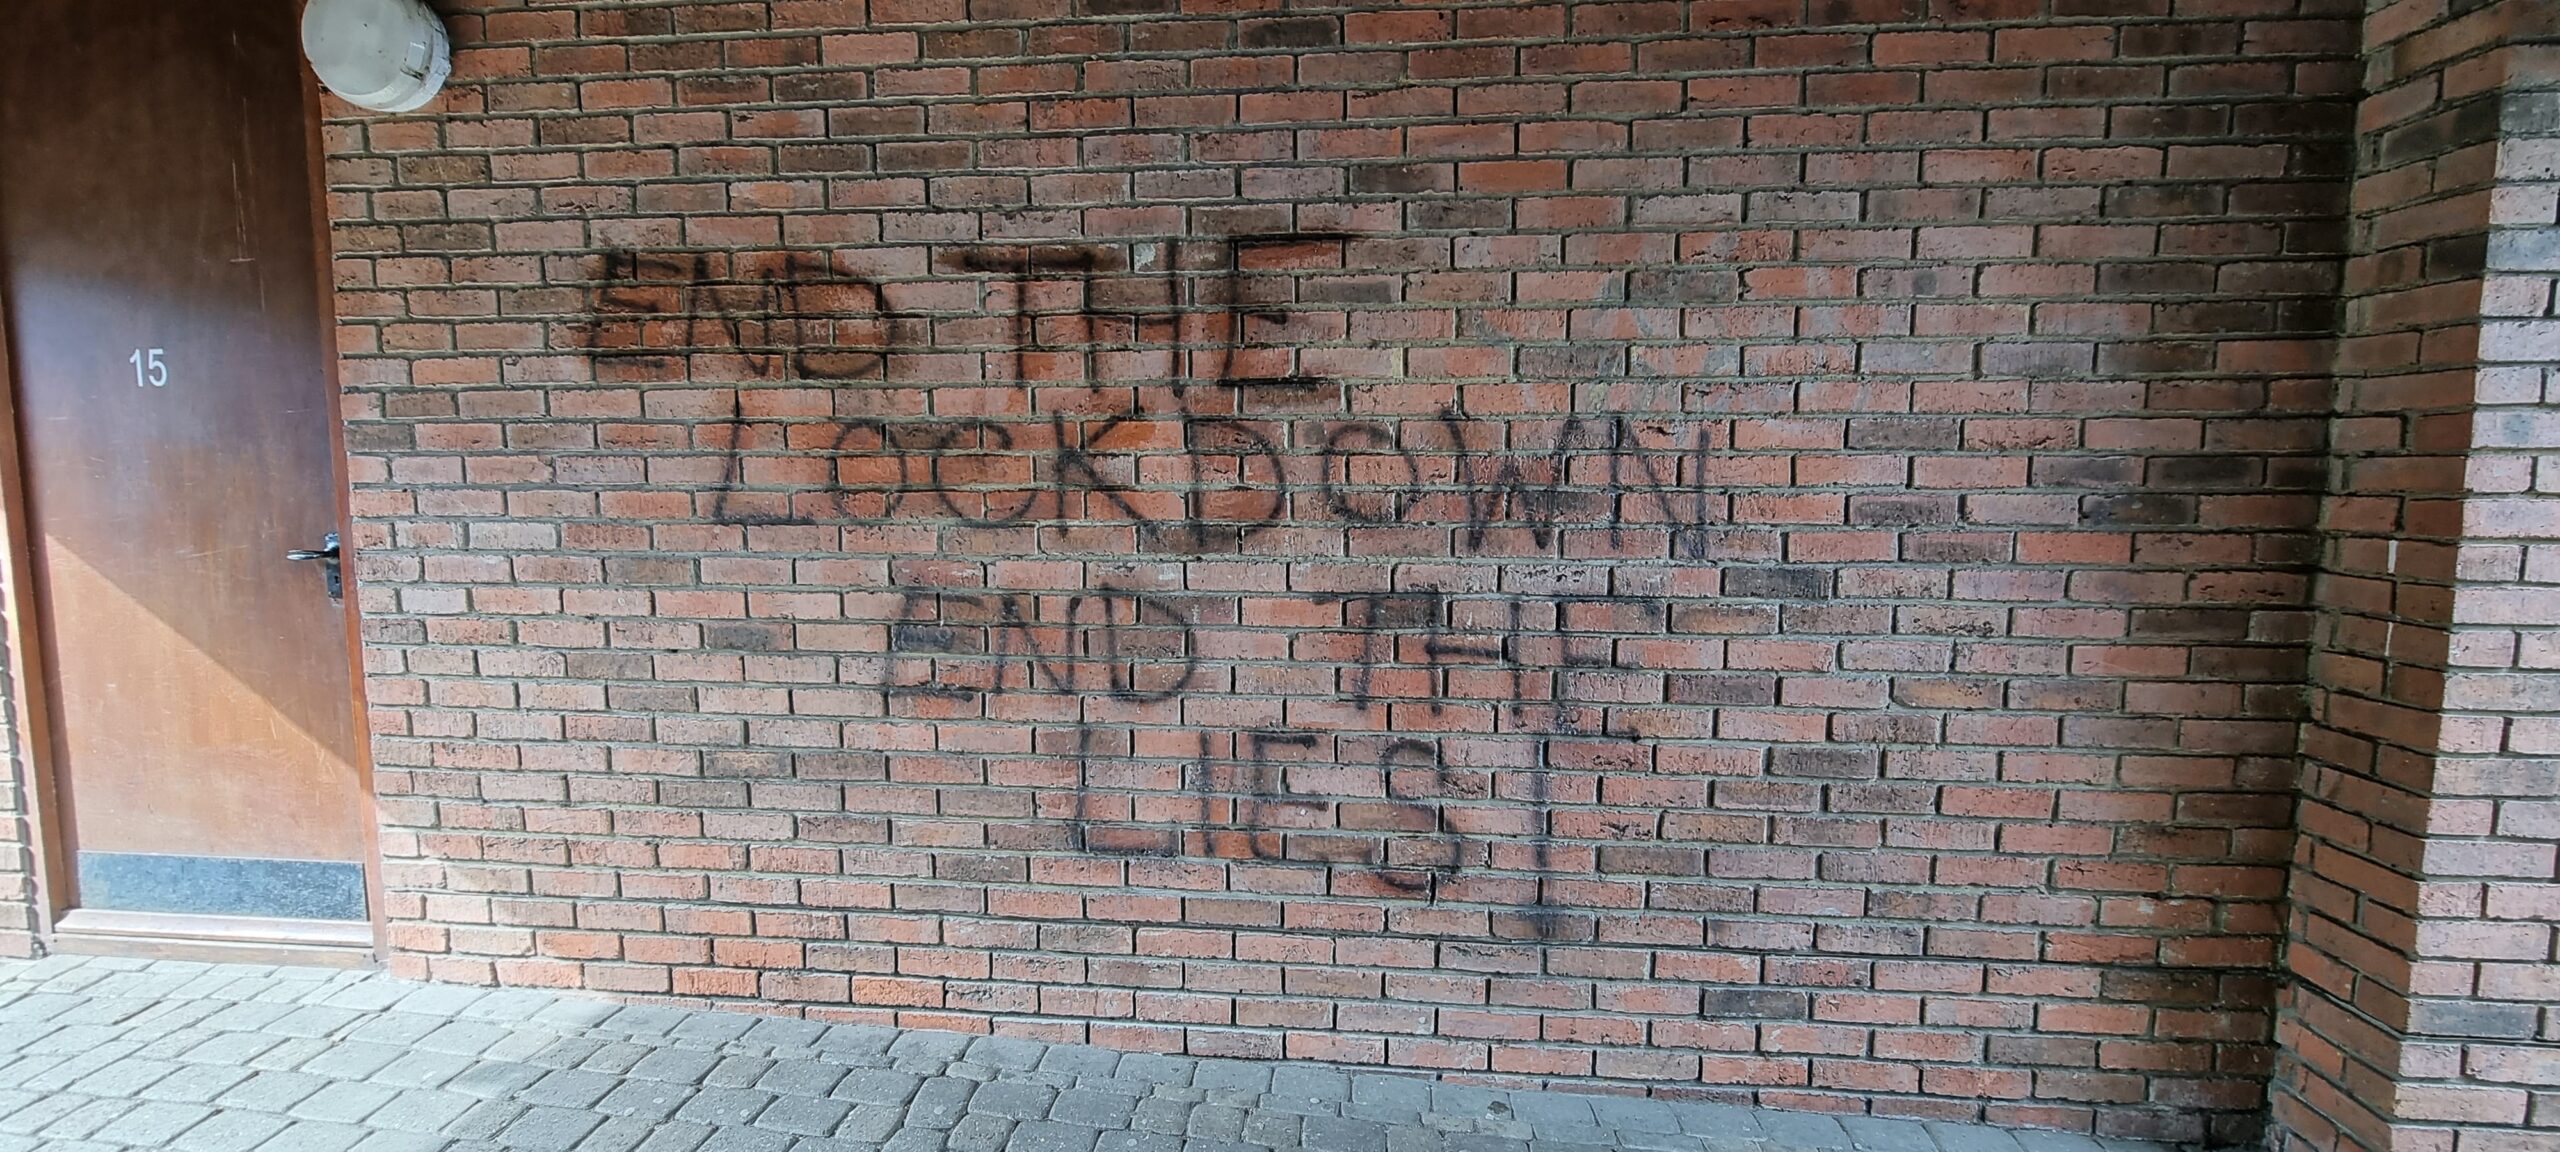 15
END THE
LOCKDOWN
END THE
LIES!